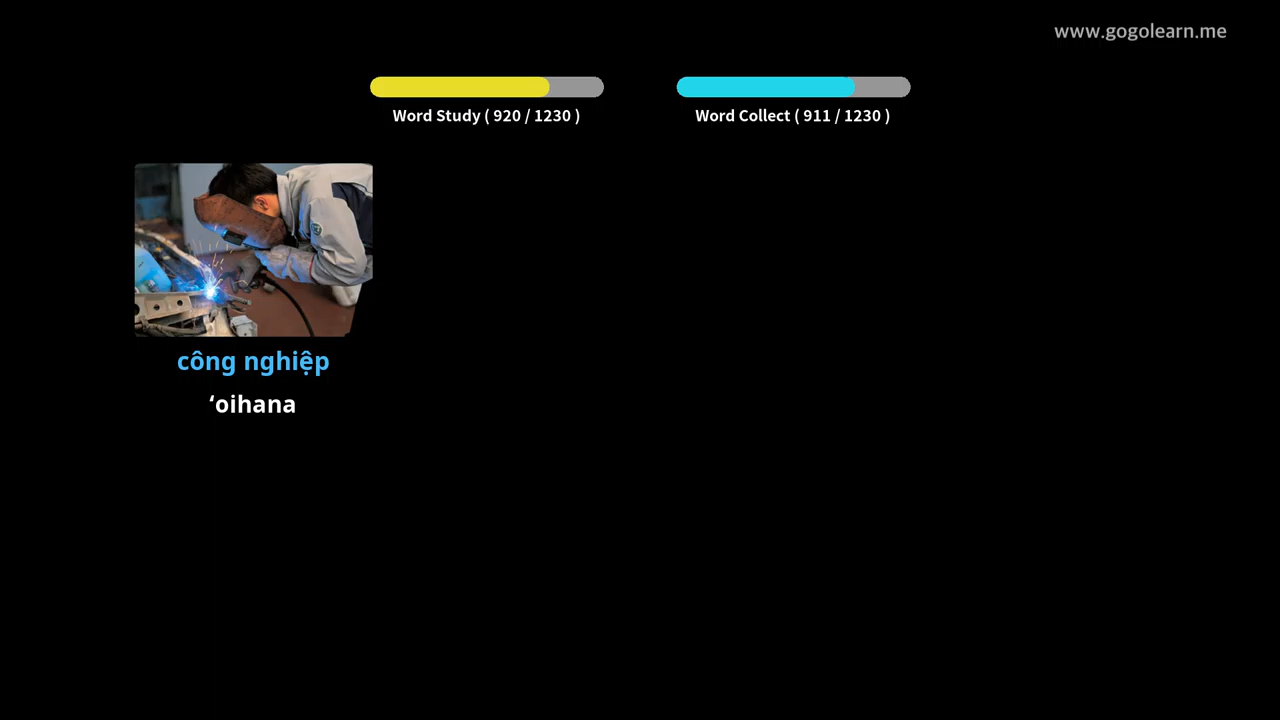 www.gogolearn.me
Word Study ( 920 / 1230 )
Word Collect ( 911 / 1230 )
công nghiệp
ʻoihana